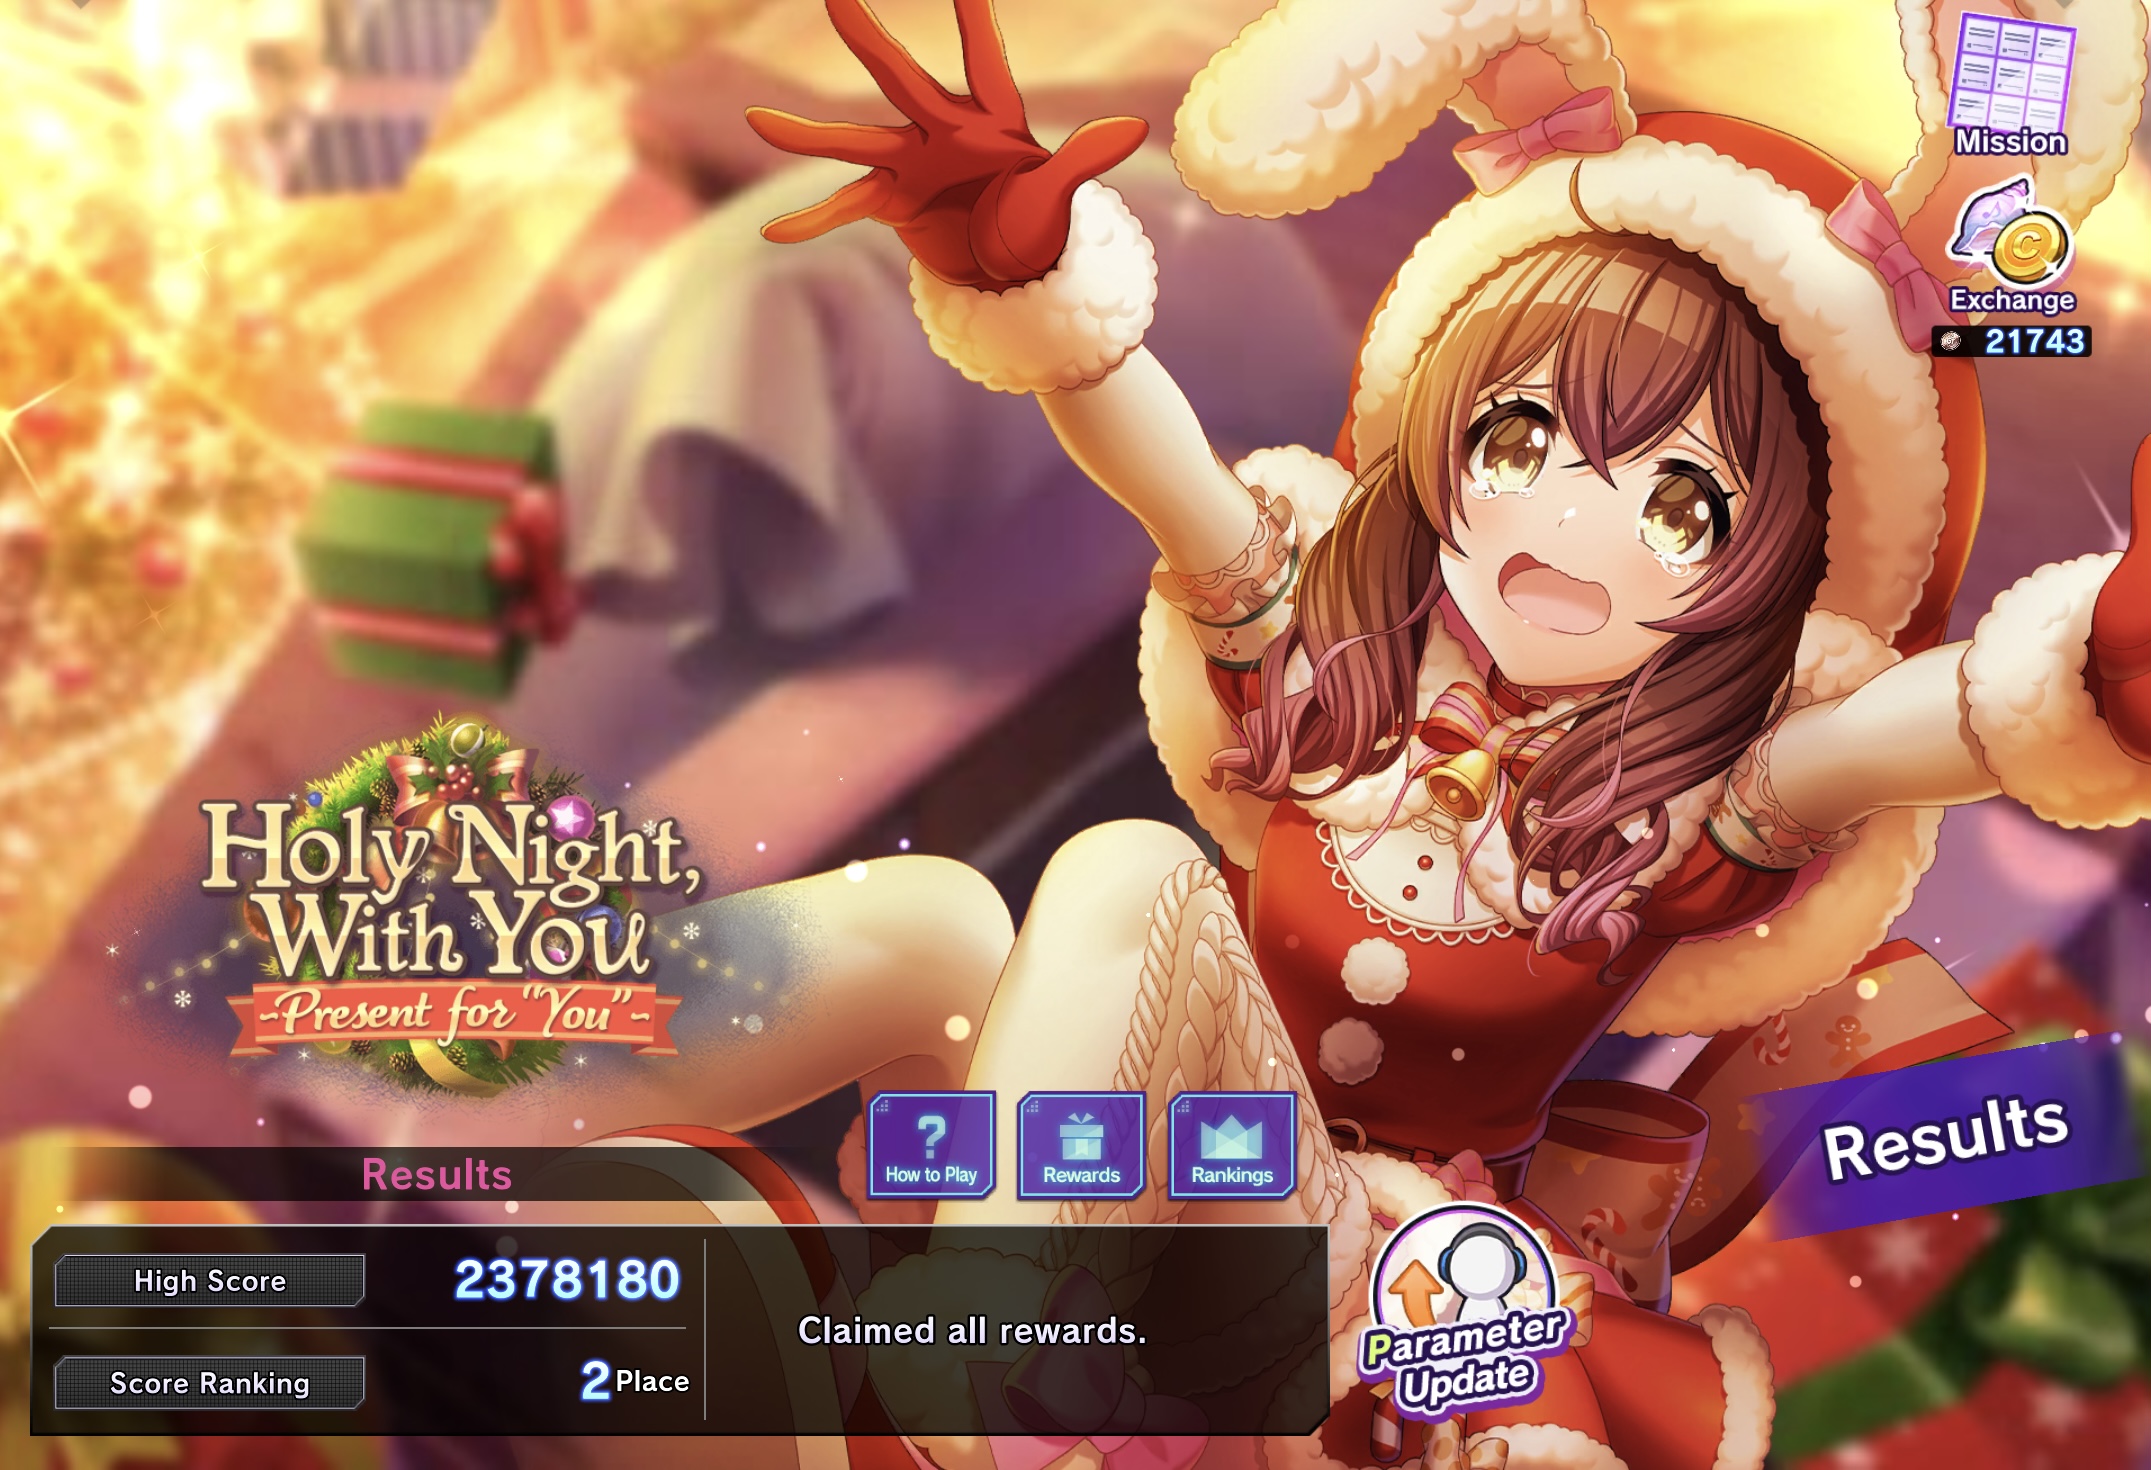 Mission
Exchange
21743
Holy Night,
With You
~Present for "You"~
How to Play
Rewards
Rankings
Results
Results
High Score
2378180
Claimed all rewards.
Score Ranking
2 Place
Parameter
Update